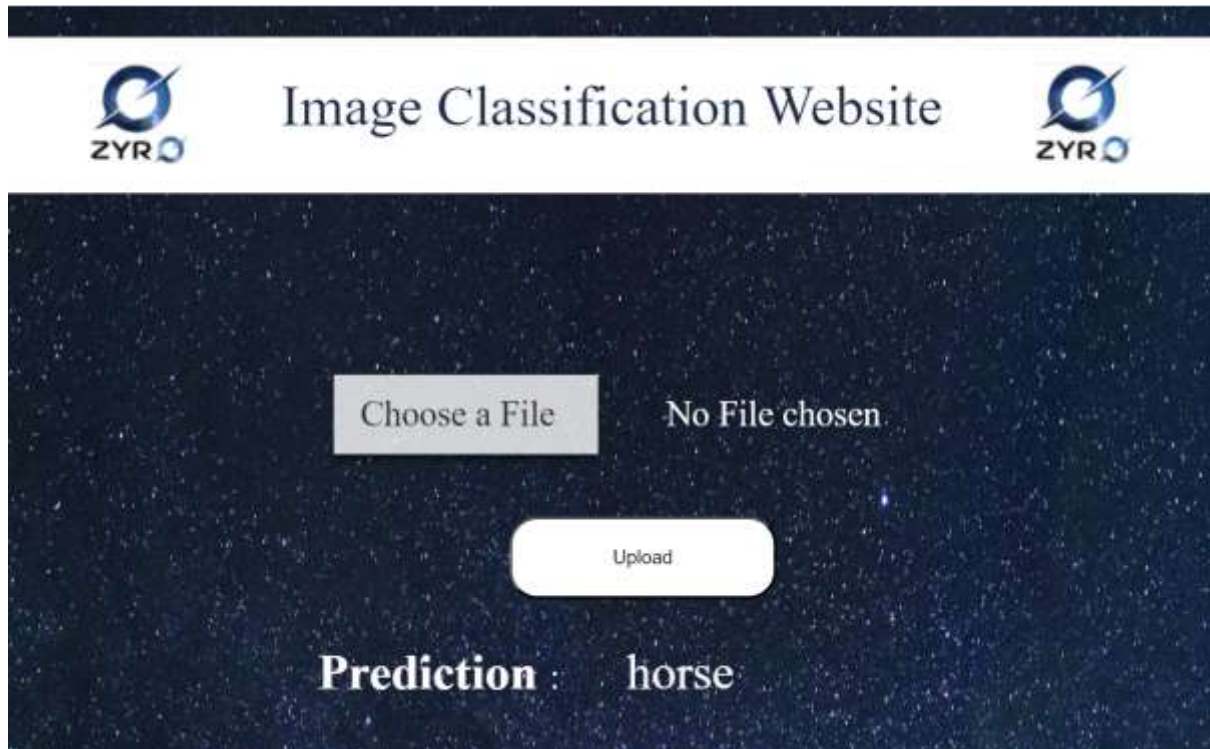 Image Classification Website
ZYRO
ZYRO
Choose a File
No File chosen
Upload
Prediction : horse